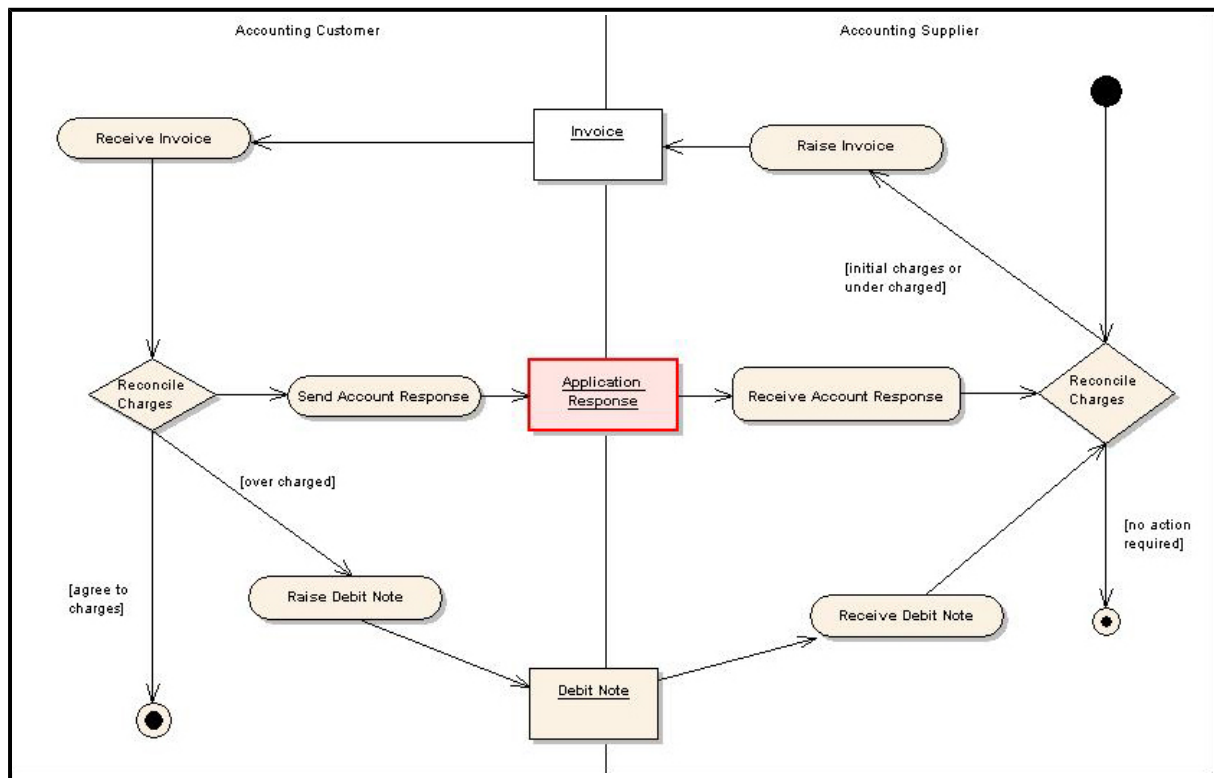 Accounting Customer
Accounting Supplier
Receive Invoice
Invoice
Raise Invoice
[initial charges or
under charged]
Reconcile
Charges
Send Account Response
Application
Response
Receive Account Response
Reconcile
Charges
[over charged]
[no action
required]
[agree to
charges]
Raise Debit Note
Receive Debit Note
Debit Note